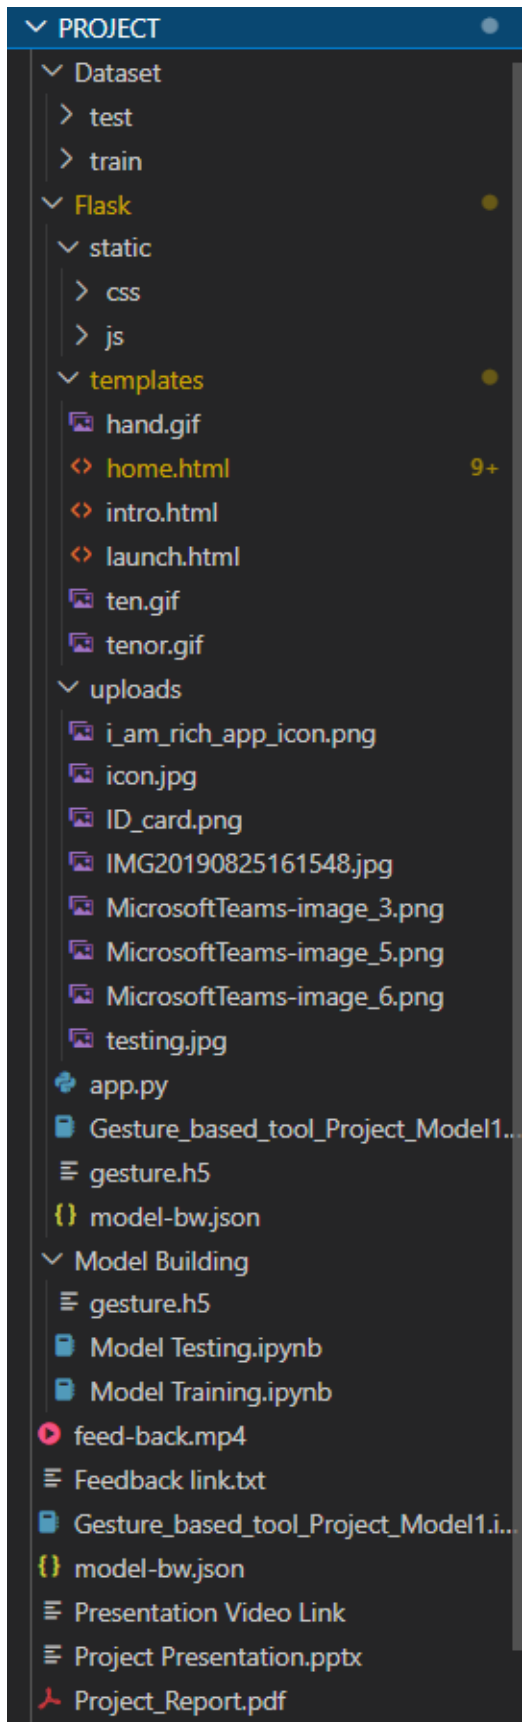 PROJECT
Dataset
test
train
Flask
static
css
js
templates
hand.gif
home.html 9+
intro.html
launch.html
ten.gif
tenor.gif
uploads
i_am_rich_app_icon.png
icon.jpg
ID_card.png
IMG20190825161548.jpg
MicrosoftTeams-image_3.png
MicrosoftTeams-image_5.png
MicrosoftTeams-image_6.png
testing.jpg
app.py
Gesture_based_tool_Project_Model1...
gesture.h5
{} model-bw.json
Model Building
gesture.h5
Model Testing.ipynb
Model Training.ipynb
feed-back.mp4
Feedback link.txt
Gesture_based_tool_Project_Model1.i...
{} model-bw.json
Presentation Video Link
Project Presentation.pptx
Project_Report.pdf